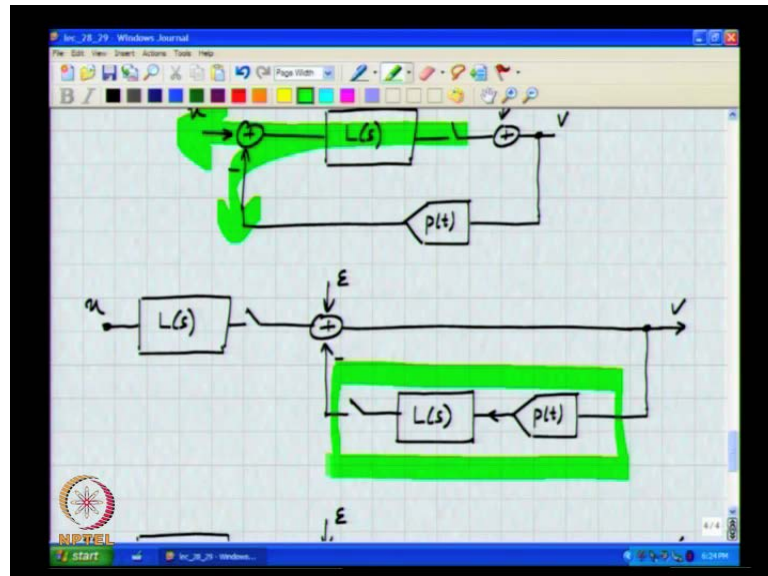 lec_28_29 - Windows Journal
File Edit View Insert Actions Tools Help
Page Width
B I
u + L(s) + V
-
p(t)
ε
u L(s) + V
-
L(s) p(t)
ε
4/4
NPTEL
start lec_28_29 - Windows... 6:24 PM